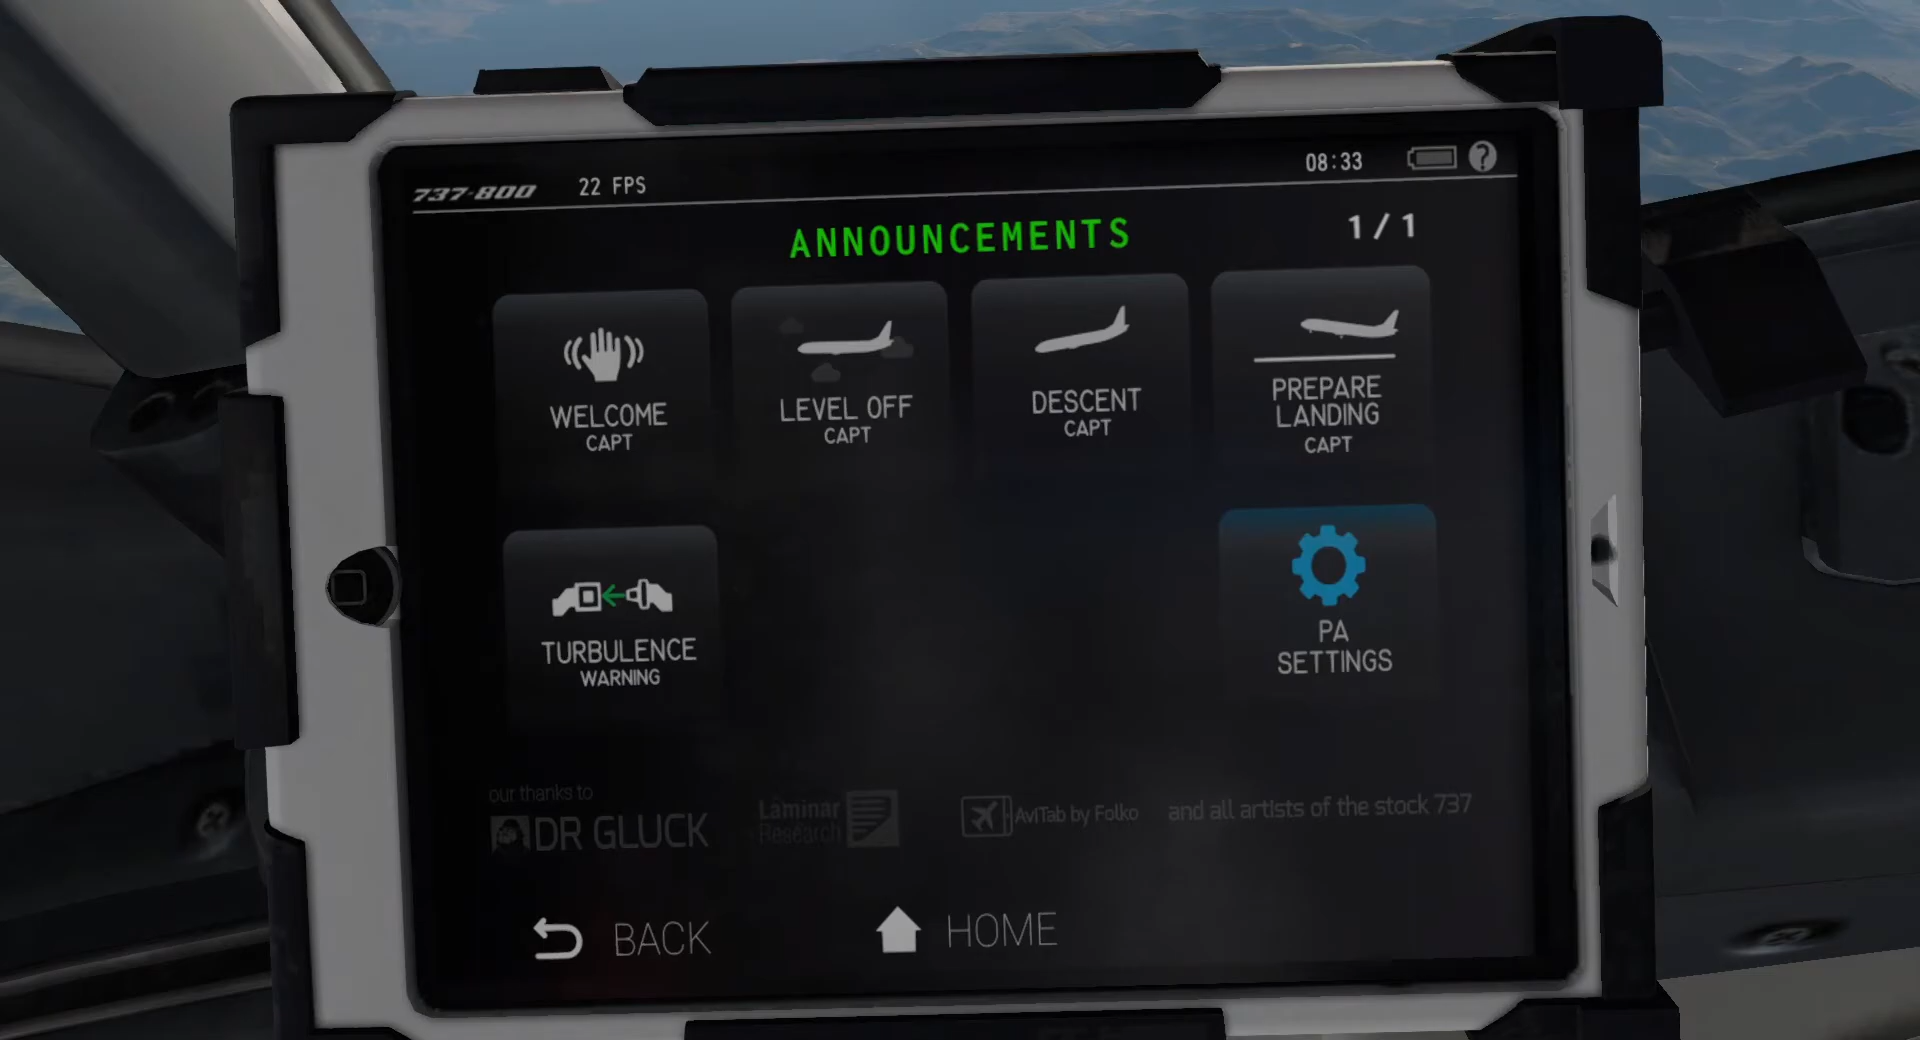 737-800
22 FPS
08:33
?
ANNOUNCEMENTS
1 / 1
WELCOME
CAPT
LEVEL OFF
CAPT
DESCENT
CAPT
PREPARE
LANDING
CAPT
TURBULENCE
WARNING
PA
SETTINGS
our thanks to
DR GLUCK
Laminar
Research
AviTab by Folko
and all artists of the stock 737
BACK
HOME